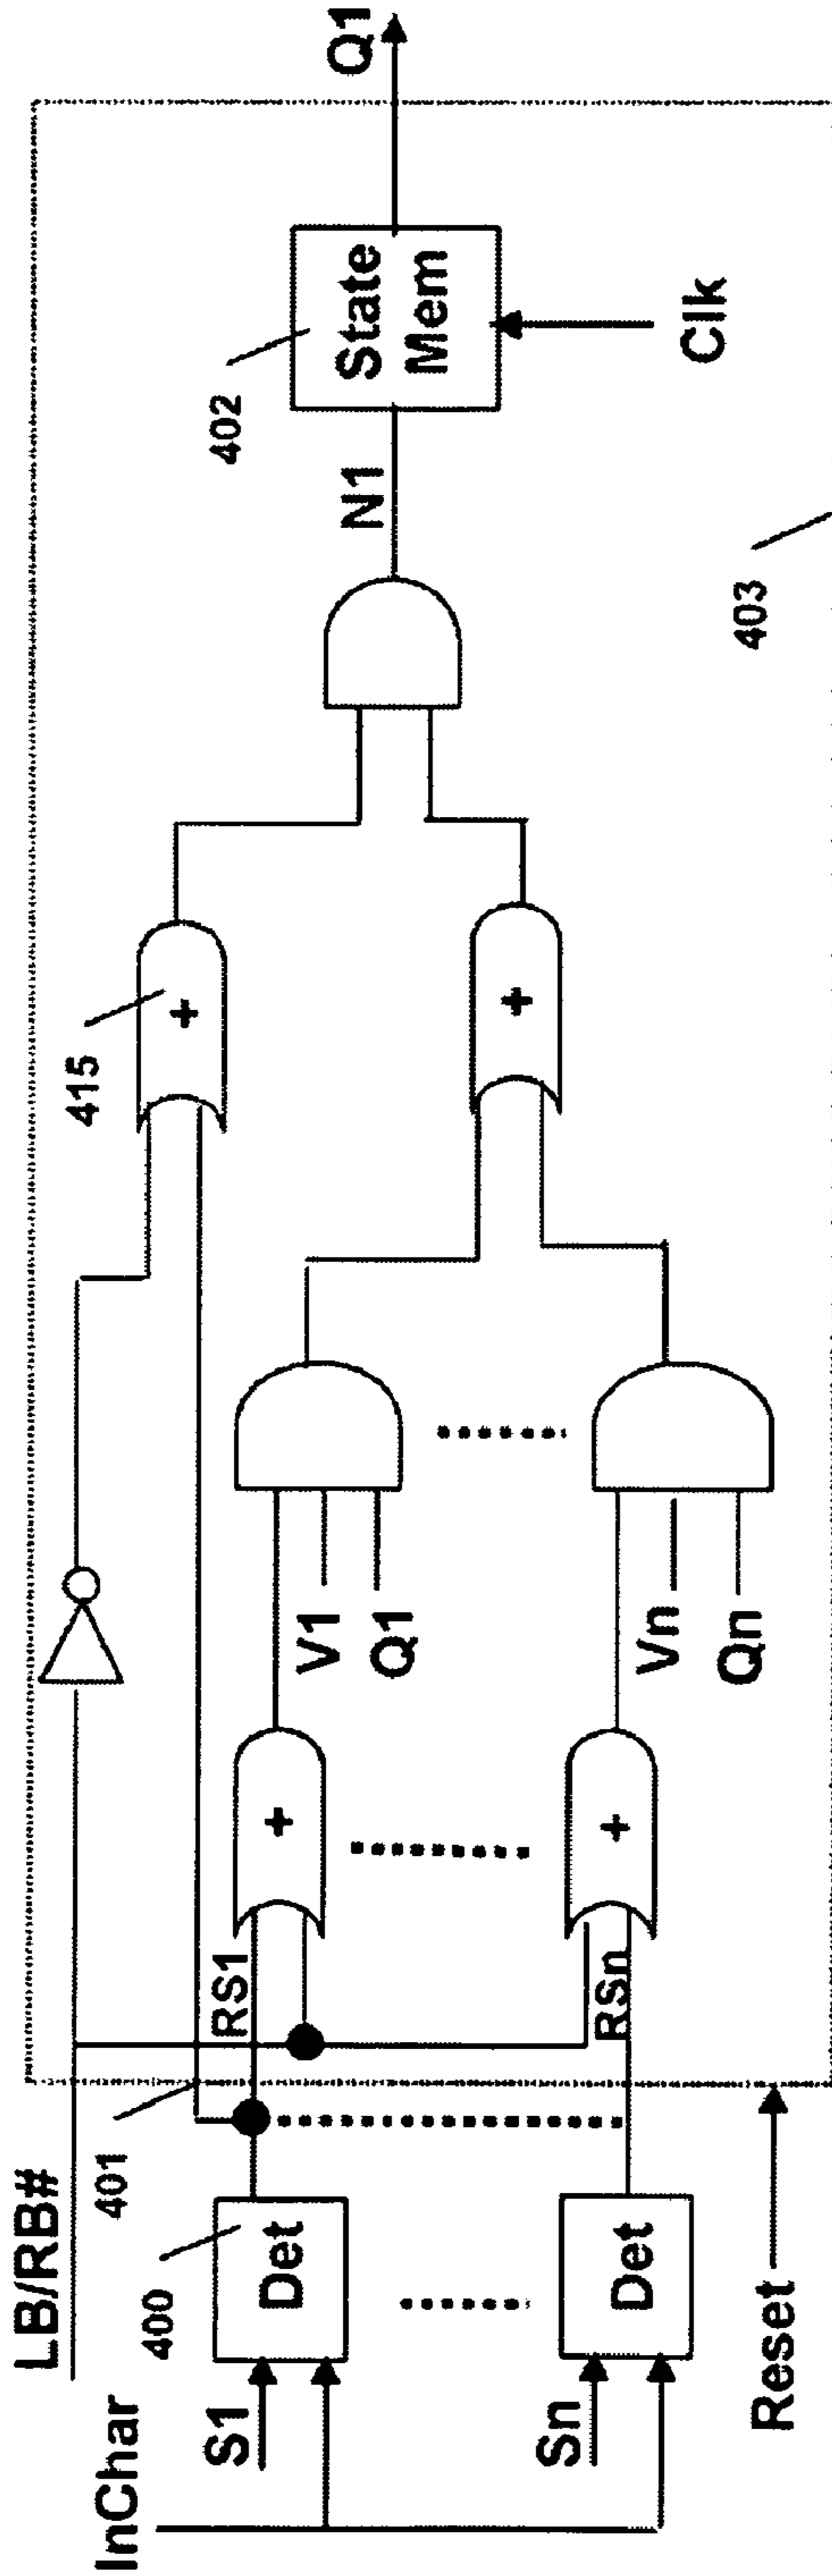 InChar
LB/RB#
S1
400
Det
401
RS1
V1
Q1
415
+
+
+
+
N1
402
State
Mem
Q1
Clk
403
Sn
Det
RSn
Vn
Qn
Reset